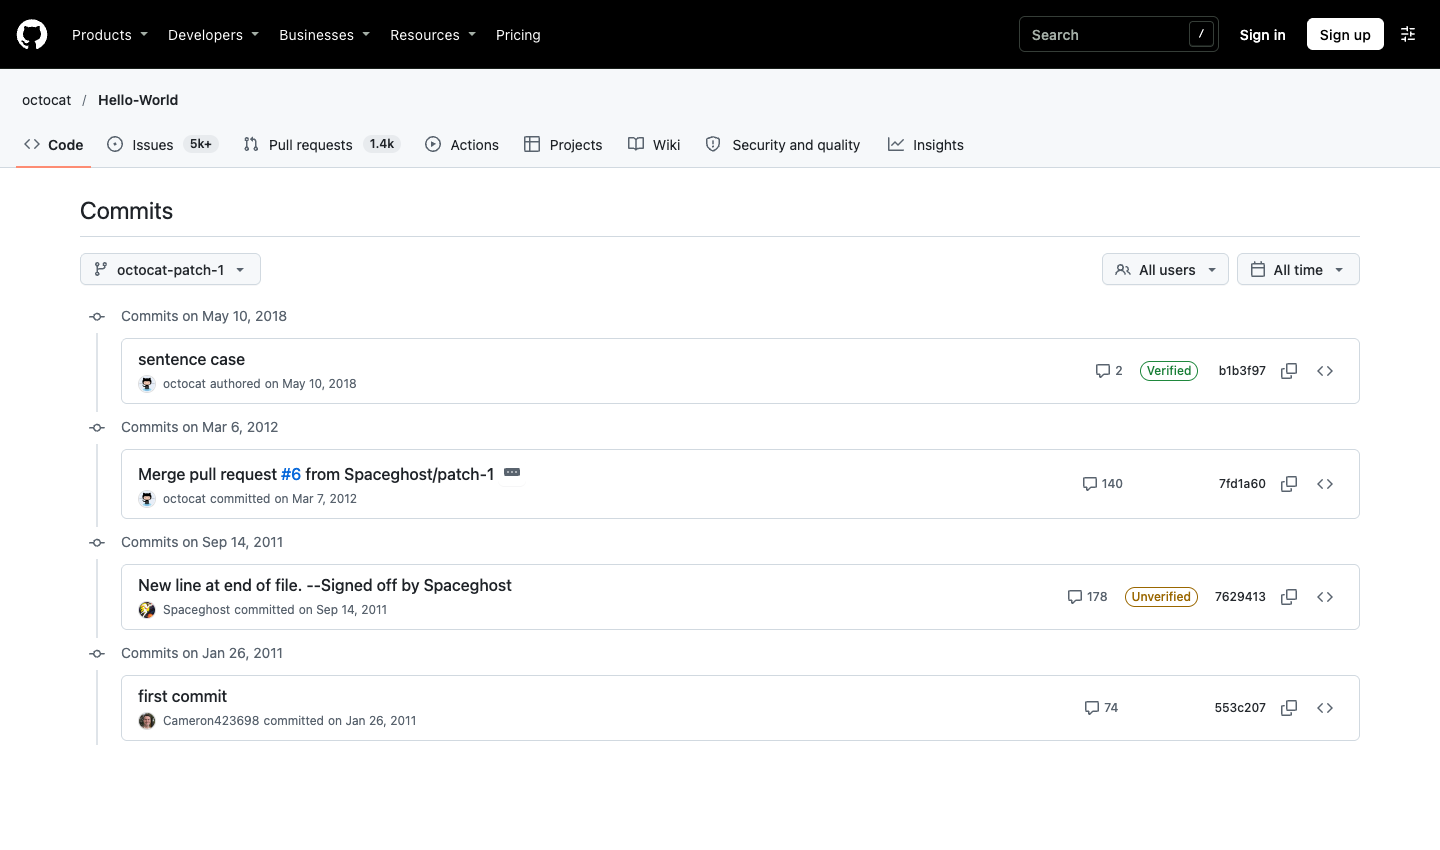 Products Developers Businesses Resources Pricing Search / Sign in Sign up
octocat / Hello-World
Code Issues 5k+ Pull requests 1.4k Actions Projects Wiki Security and quality Insights
Commits
octocat-patch-1 All users All time
Commits on May 10, 2018
sentence case
octocat authored on May 10, 2018
2 Verified b1b3f97
Commits on Mar 6, 2012
Merge pull request #6 from Spaceghost/patch-1
octocat committed on Mar 7, 2012
140 7fd1a60
Commits on Sep 14, 2011
New line at end of file. --Signed off by Spaceghost
Spaceghost committed on Sep 14, 2011
178 Unverified 7629413
Commits on Jan 26, 2011
first commit
Cameron423698 committed on Jan 26, 2011
74 553c207